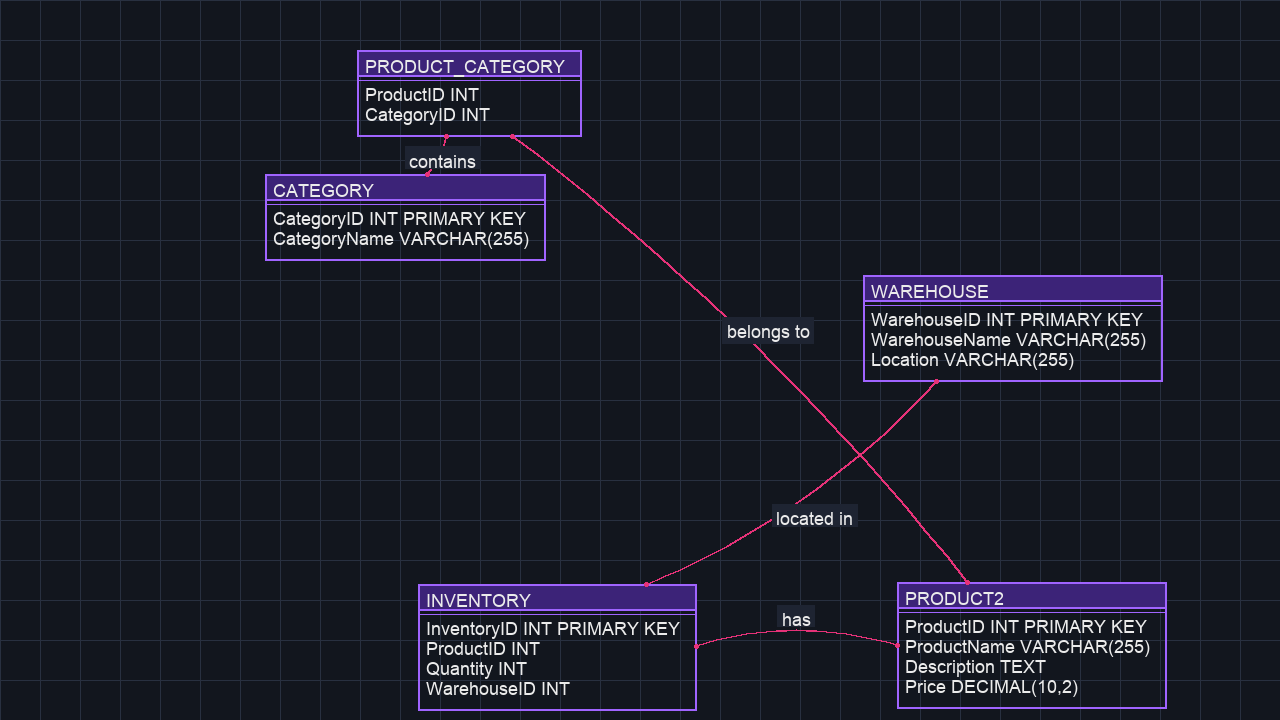 PRODUCT_CATEGORY
ProductID INT
CategoryID INT
contains
CATEGORY
CategoryID INT PRIMARY KEY
CategoryName VARCHAR(255)
WAREHOUSE
WarehouseID INT PRIMARY KEY
WarehouseName VARCHAR(255)
Location VARCHAR(255)
belongs to
located in
INVENTORY
InventoryID INT PRIMARY KEY
ProductID INT
Quantity INT
WarehouseID INT
has
PRODUCT2
ProductID INT PRIMARY KEY
ProductName VARCHAR(255)
Description TEXT
Price DECIMAL(10,2)